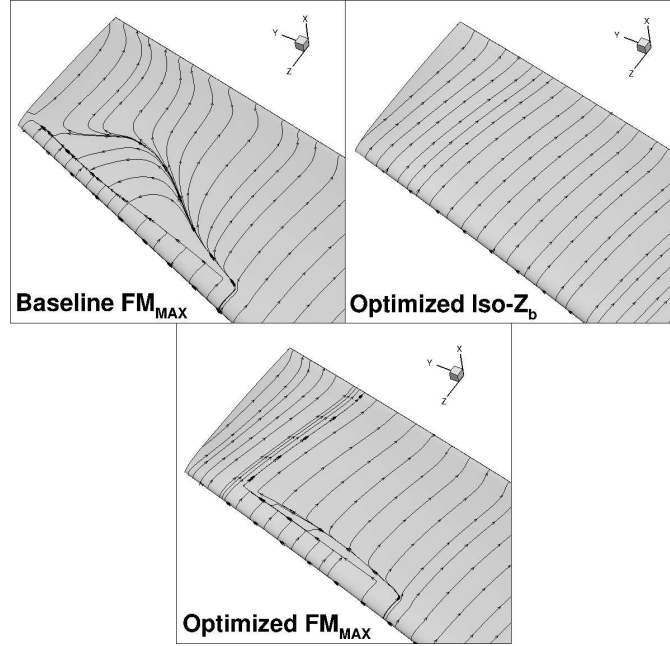 X
Y
Z
Baseline FM_MAX
X
Y
Z
Optimized Iso-Z_b
X
Y
Z
Optimized FM_MAX